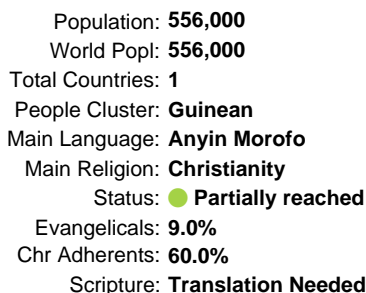 Population: 556,000
World Popl: 556,000
Total Countries: 1
People Cluster: Guinean
Main Language: Anyin Morofo
Main Religion: Christianity
Status: Partially reached
Evangelicals: 9.0%
Chr Adherents: 60.0%
Scripture: Translation Needed